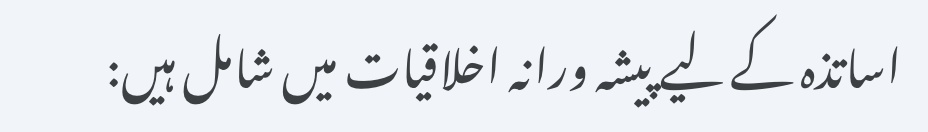 اساتذہ کے لیے پیشہ ورانہ اخلاقیات میں شامل ہیں: